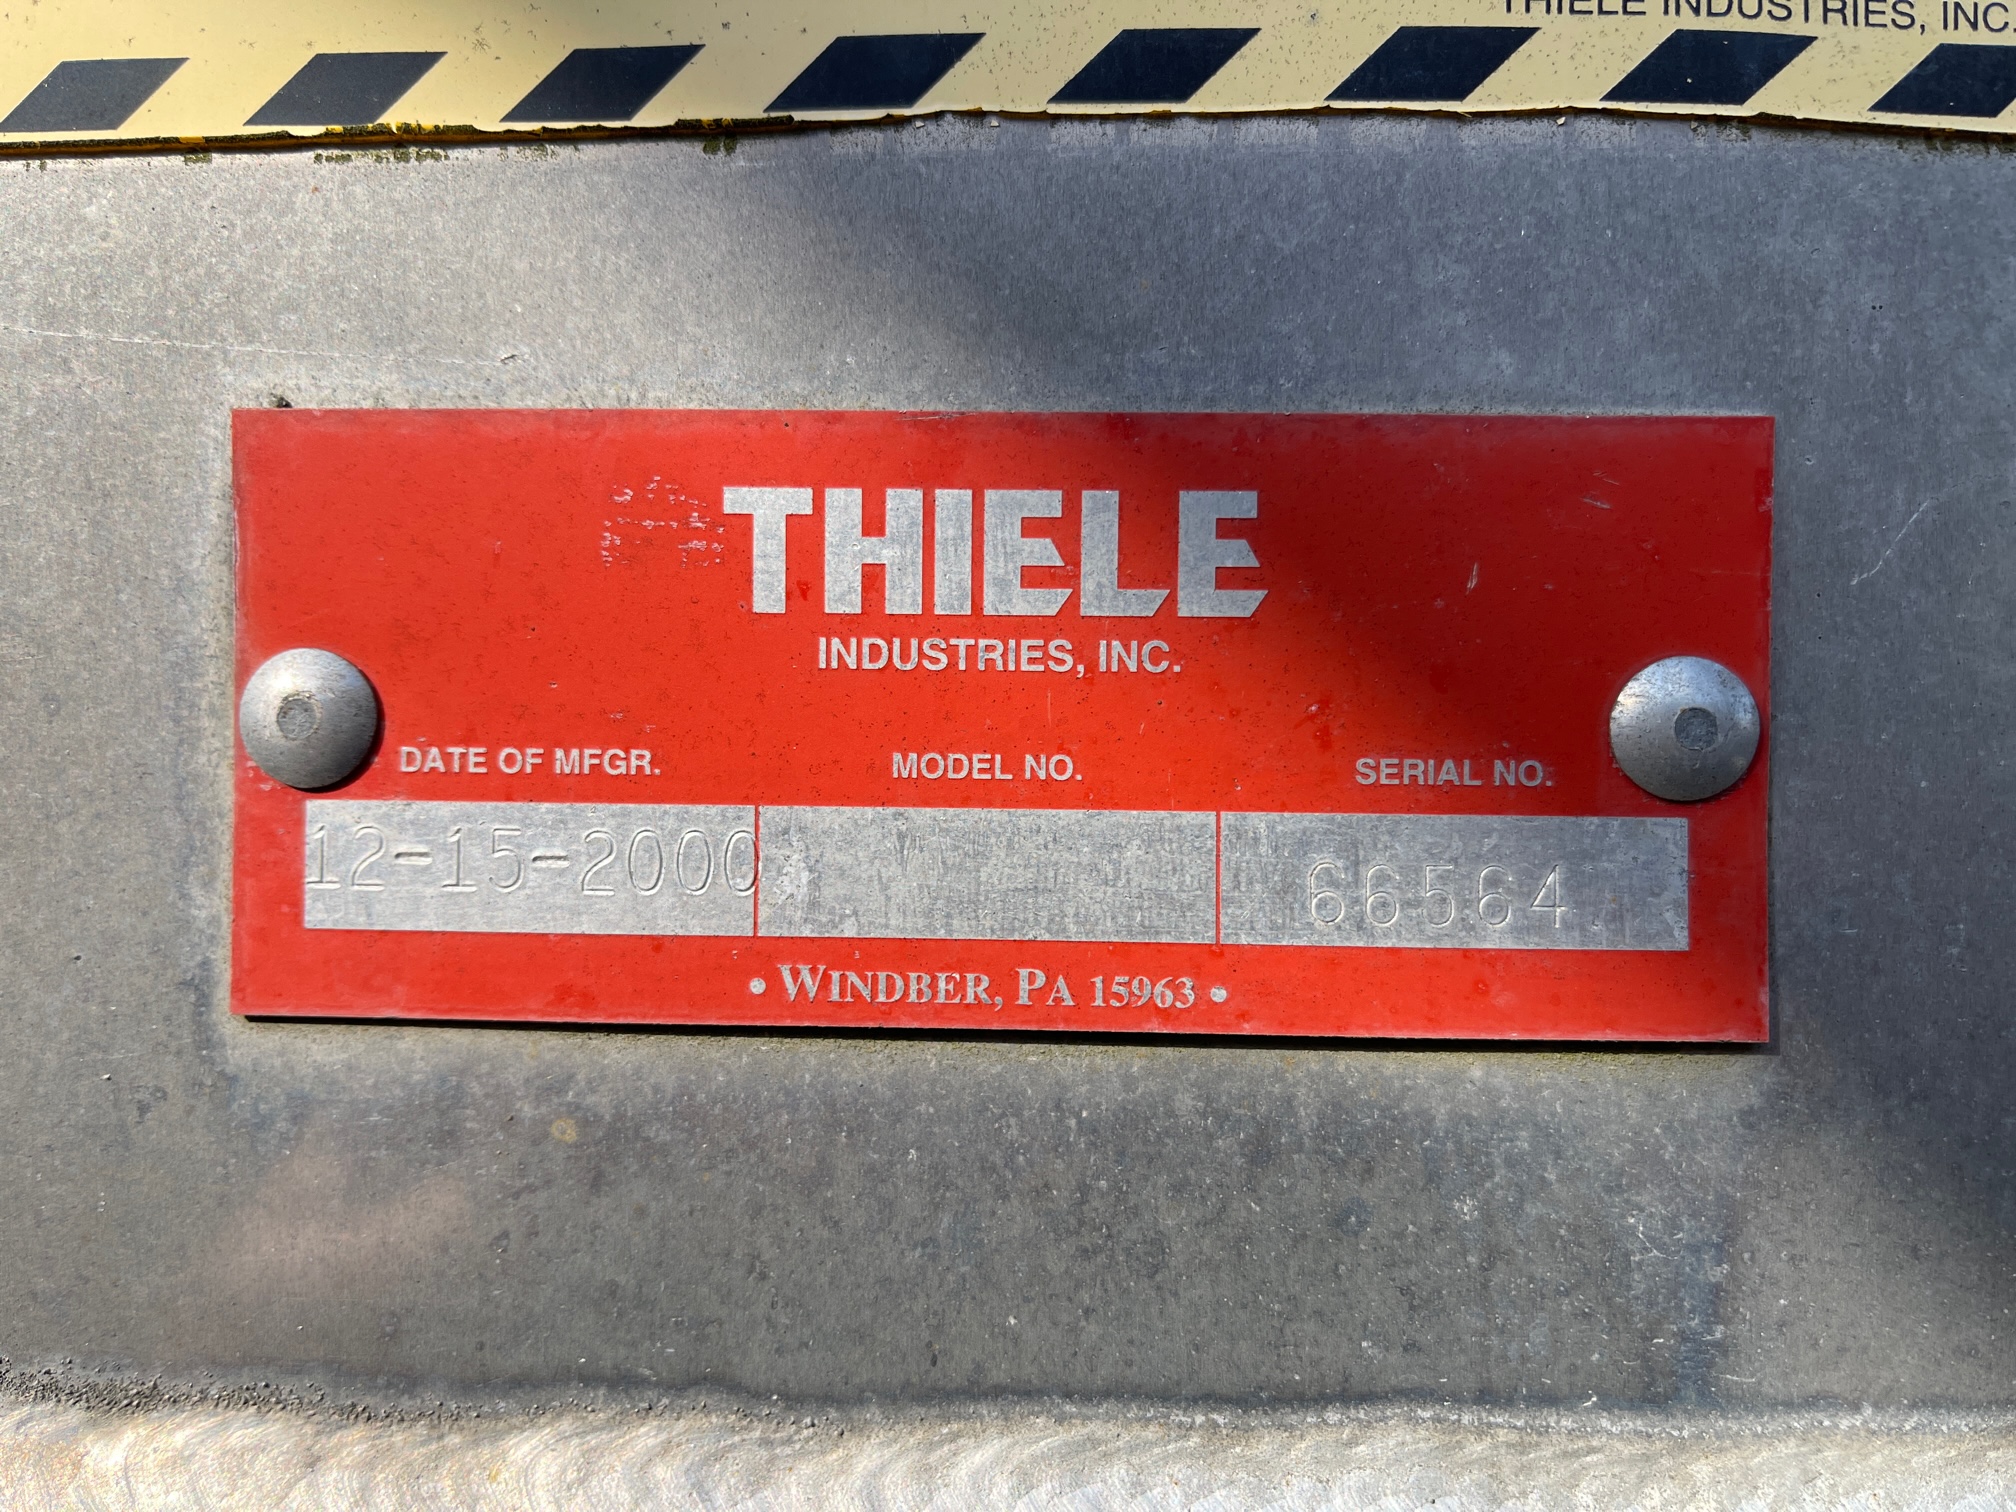 THIELE INDUSTRIES, INC.
THIELE
INDUSTRIES, INC.
DATE OF MFGR. MODEL NO. SERIAL NO.
12-15-2000 66564
• WINDBER, PA 15963 •